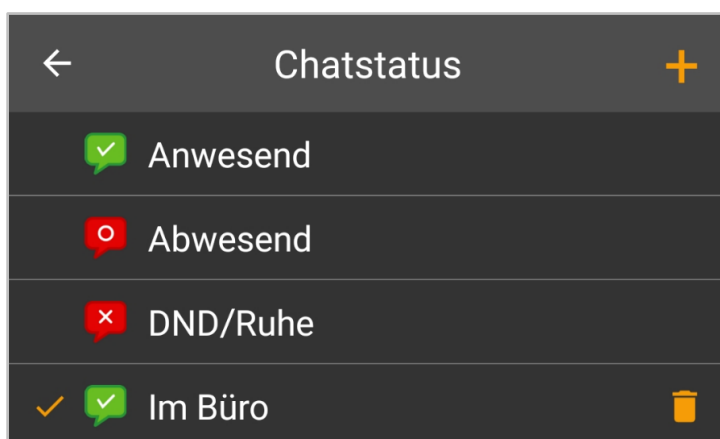 Chatstatus
Anwesend
Abwesend
DND/Ruhe
Im Büro